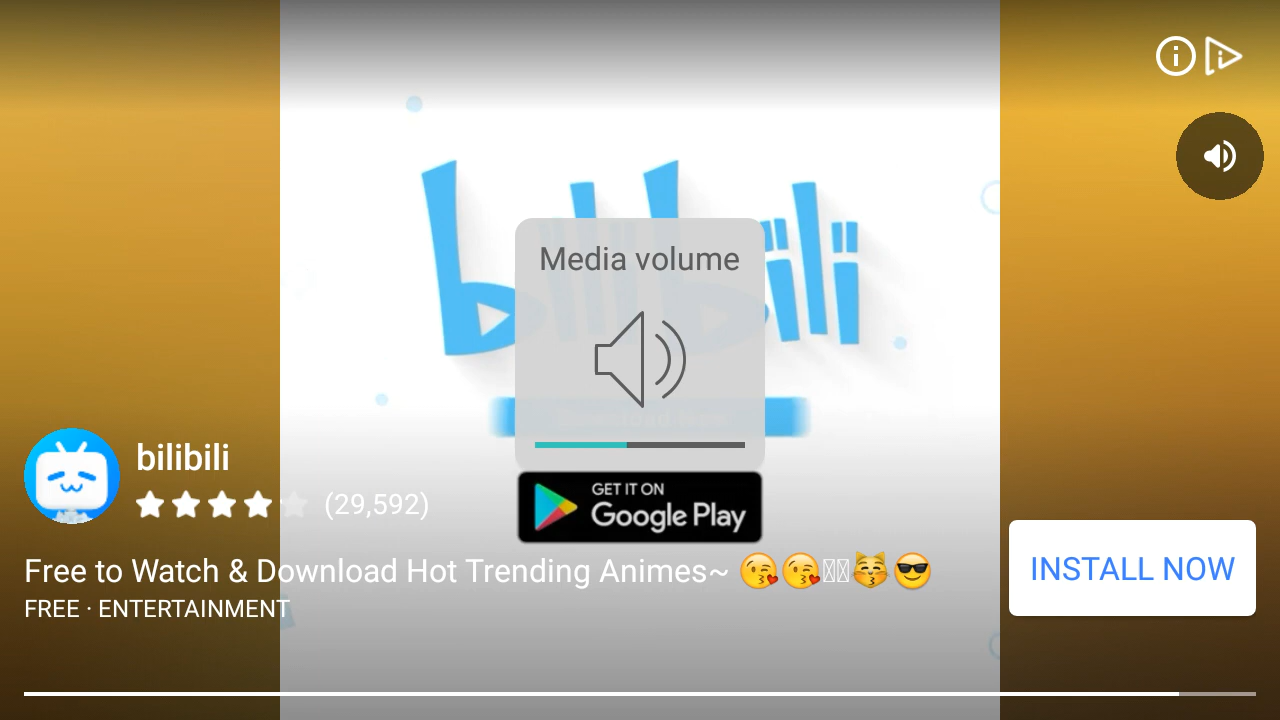 bilibili
Media volume
GET IT ON
Google Play
bilibili
(29,592)
Free to Watch & Download Hot Trending Animes~ 😘😘😽😎
FREE · ENTERTAINMENT
INSTALL NOW